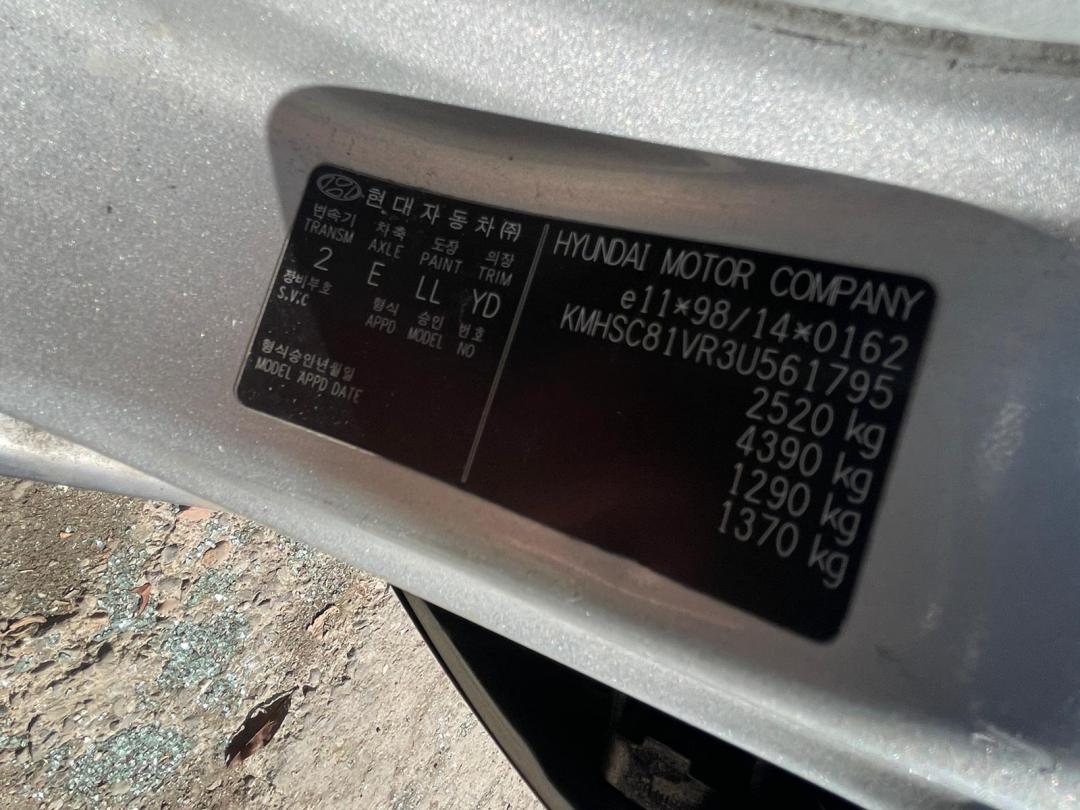 현대자동차㈜
변속기 차축 도장 의장
TRANSM AXLE PAINT TRIM
2 E LL YD
장비부호 형식 승인 번호
S.V.C APPD MODEL NO
형식승인년월일
MODEL APPD DATE
HYUNDAI MOTOR COMPANY
e11*98/14*0162
KMHSC81VR3U561795
2520 kg
4390 kg
1290 kg
1370 kg